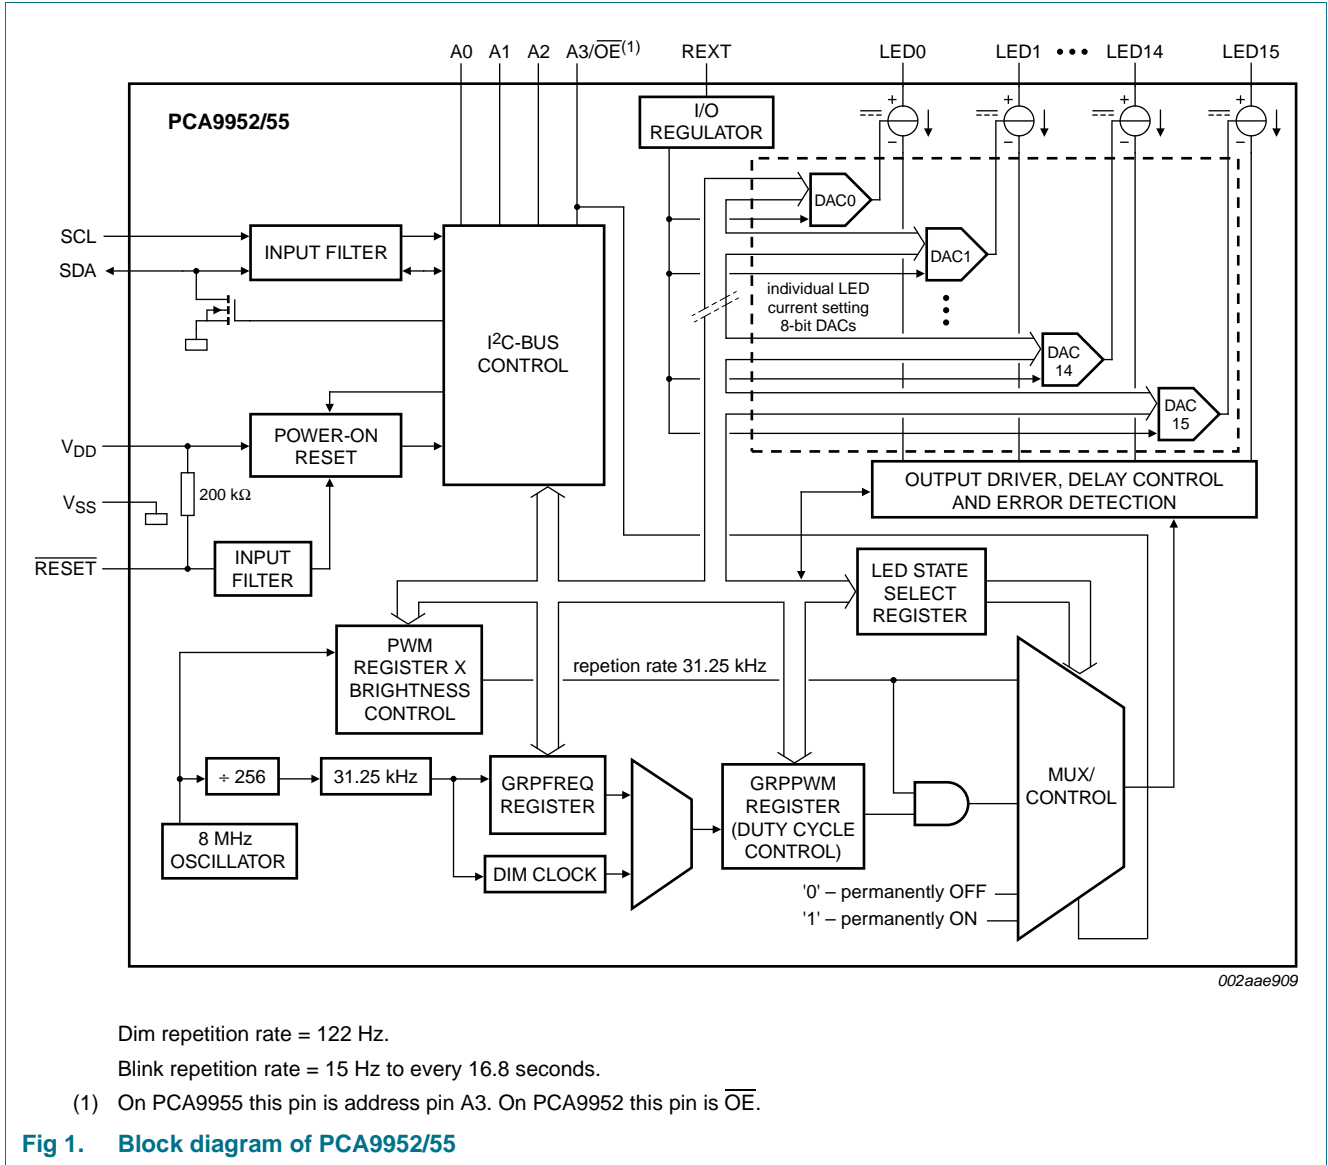 A0 A1 A2 A3/OE(1) REXT LED0 LED1 ••• LED14 LED15
PCA9952/55
I/O
REGULATOR
+ + + +
− − − −
DAC0
SCL
SDA
INPUT FILTER
DAC1
individual LED
current setting
8-bit DACs
I2C-BUS
CONTROL
DAC
14
DAC
15
VDD
POWER-ON
RESET
200 kΩ
VSS
OUTPUT DRIVER, DELAY CONTROL
AND ERROR DETECTION
RESET
INPUT
FILTER
LED STATE
SELECT
REGISTER
PWM
REGISTER X
BRIGHTNESS
CONTROL
repetion rate 31.25 kHz
÷ 256
31.25 kHz
GRPFREQ
REGISTER
GRPPWM
REGISTER
(DUTY CYCLE
CONTROL)
MUX/
CONTROL
8 MHz
OSCILLATOR
DIM CLOCK
'0' – permanently OFF
'1' – permanently ON
002aae909
Dim repetition rate = 122 Hz.
Blink repetition rate = 15 Hz to every 16.8 seconds.
(1) On PCA9955 this pin is address pin A3. On PCA9952 this pin is OE.
Fig 1. Block diagram of PCA9952/55